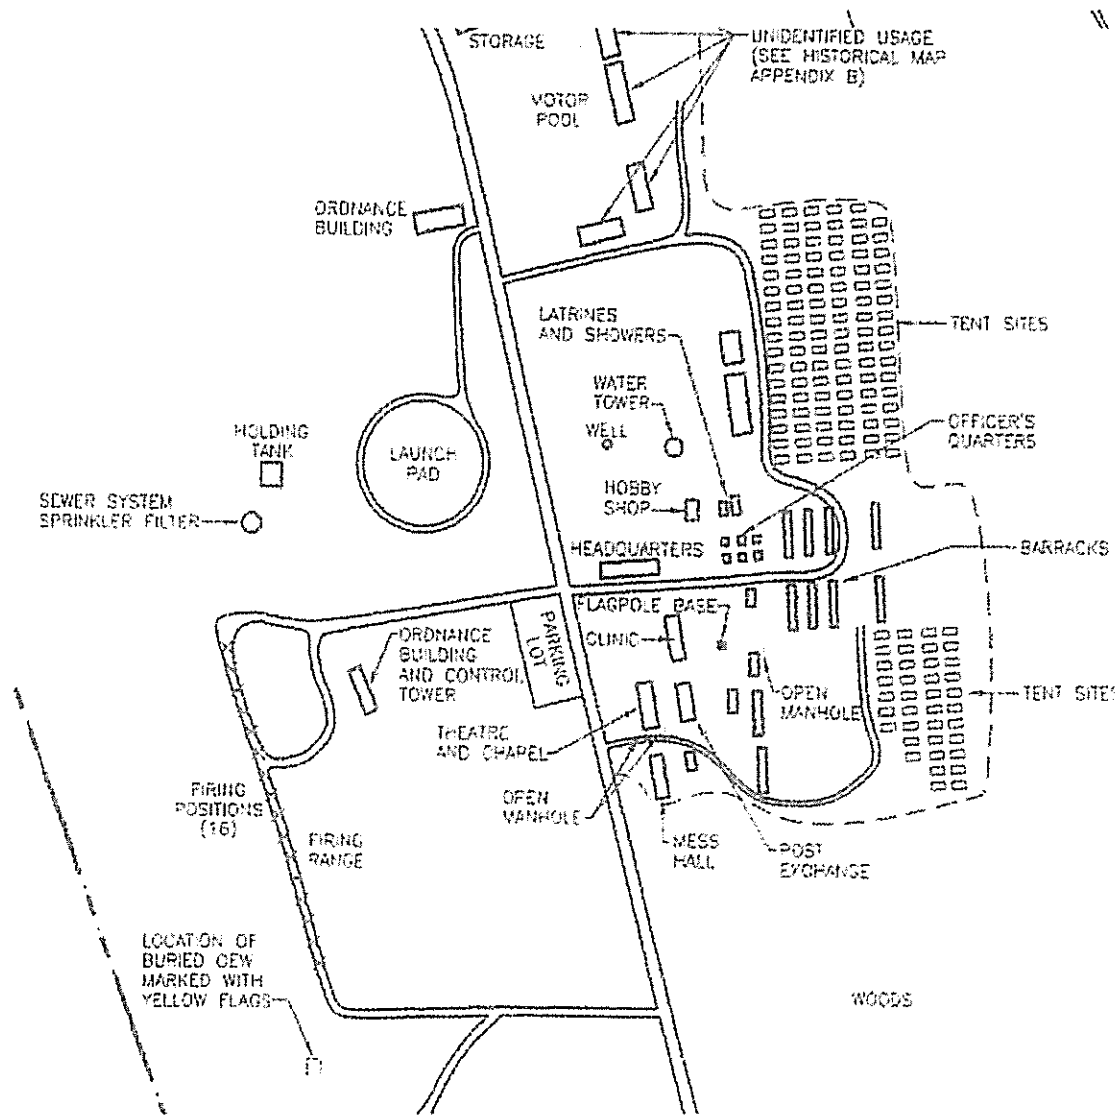 STORAGE
UNIDENTIFIED USAGE
(SEE HISTORICAL MAP
APPENDIX B)
MOTOR
POOL
ORDNANCE
BUILDING
LATRINES
AND SHOWERS
TENT SITES
WATER
TOWER
WELL
OFFICER'S
QUARTERS
HOLDING
TANK
LAUNCH
PAD
SEWER SYSTEM
SPRINKLER FILTER
HOBBY
SHOP
HEADQUARTERS
BARRACKS
FLAGPOLE BASE
PARKING
LOT
CLINIC
ORDNANCE
BUILDING
AND CONTROL
TOWER
OPEN
MANHOLE
TENT SITES
THEATRE
AND CHAPEL
FIRING
POSITIONS
(16)
OPEN
MANHOLE
FIRING
RANGE
MESS
HALL
POST
EXCHANGE
LOCATION OF
BURIED OEW
MARKED WITH
YELLOW FLAGS
WOODS